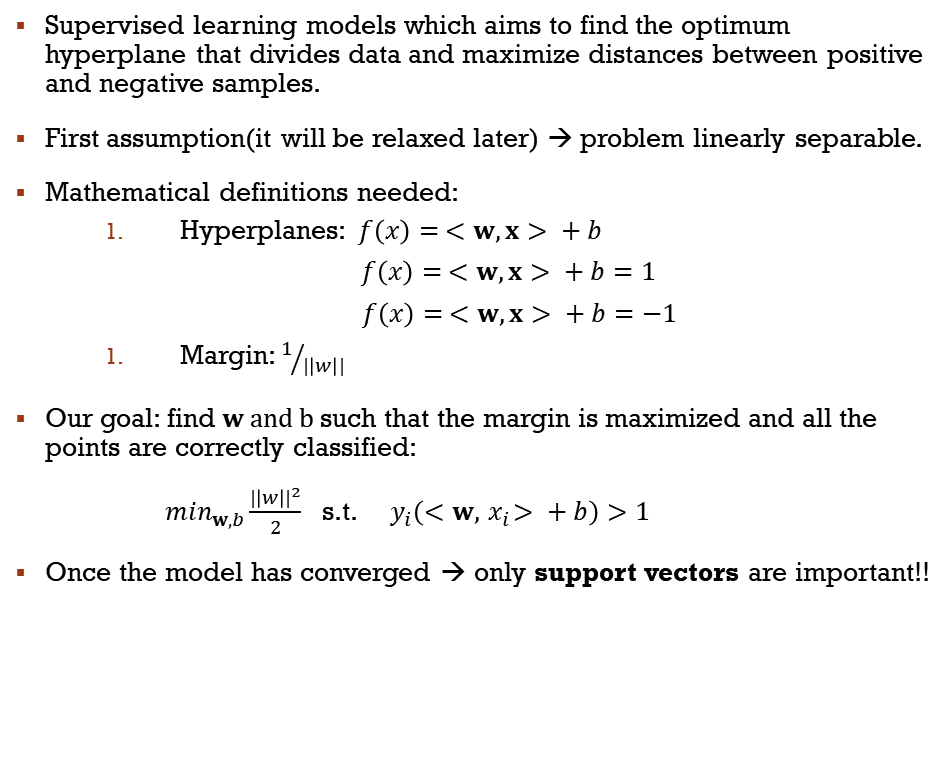 ▪ Supervised learning models which aims to find the optimum
hyperplane that divides data and maximize distances between positive
and negative samples.
▪ First assumption(it will be relaxed later) → problem linearly separable.
▪ Mathematical definitions needed:
1. Hyperplanes: f(x) = < w, x > + b
f(x) = < w, x > + b = 1
f(x) = < w, x > + b = −1
1. Margin: 1/||w||
▪ Our goal: find w and b such that the margin is maximized and all the
points are correctly classified:
min_{w,b} ||w||²/2 s.t. yᵢ(< w, xᵢ > + b) > 1
▪ Once the model has converged → only support vectors are important!!